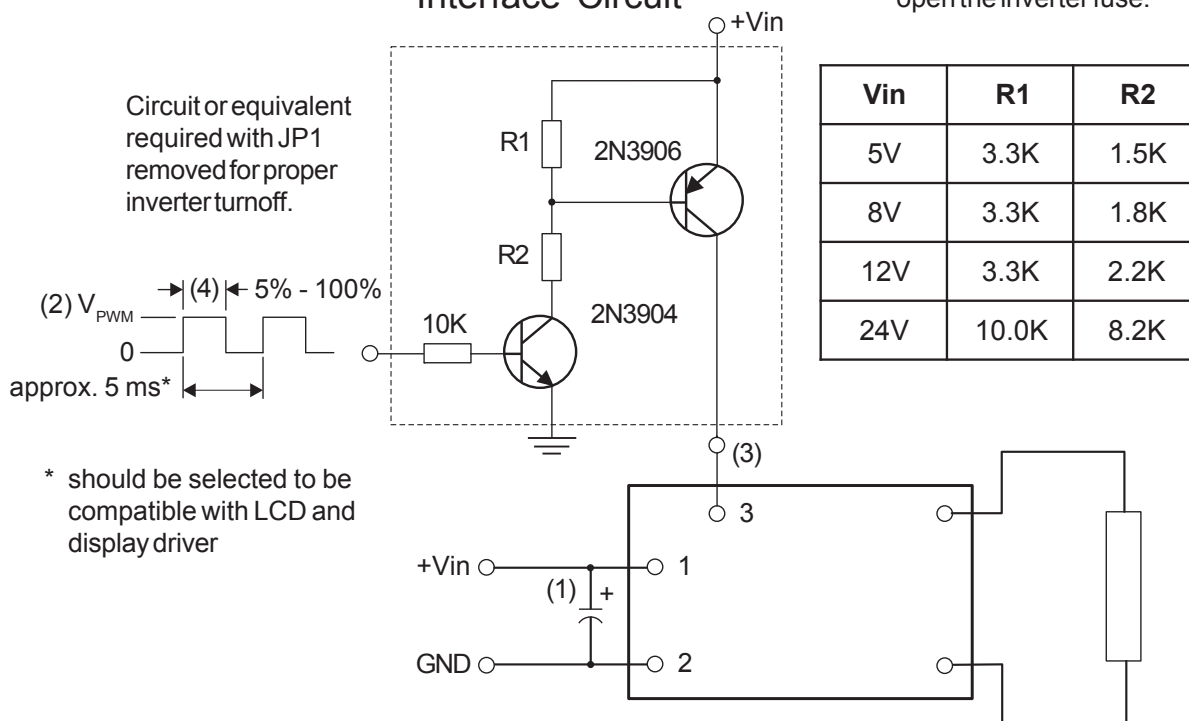 Interface Circuit
open the inverter fuse.
+Vin
Circuit or equivalent
required with JP1
removed for proper
inverter turnoff.
R1
2N3906
R2
(2) VPWM
(4)
5% - 100%
0
approx. 5 ms*
10K
2N3904
Vin R1 R2
5V 3.3K 1.5K
8V 3.3K 1.8K
12V 3.3K 2.2K
24V 10.0K 8.2K
* should be selected to be
compatible with LCD and
display driver
(3)
3
+Vin
1
(1)
+
GND
2